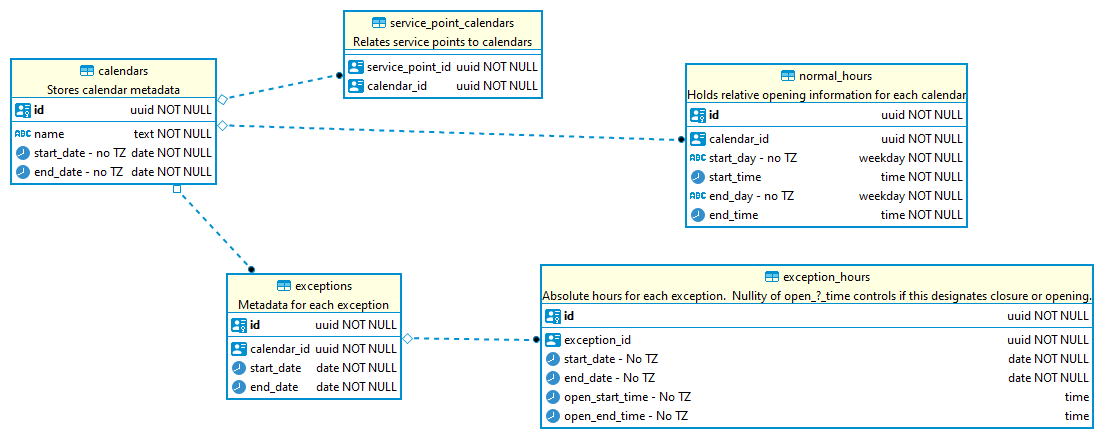 service_point_calendars
Relates service points to calendars
service_point_id uuid NOT NULL
calendar_id uuid NOT NULL
calendars
Stores calendar metadata
id uuid NOT NULL
ABC name text NOT NULL
start_date - no TZ date NOT NULL
end_date - no TZ date NOT NULL
normal_hours
Holds relative opening information for each calendar
id uuid NOT NULL
calendar_id uuid NOT NULL
ABC start_day - no TZ weekday NOT NULL
start_time time NOT NULL
ABC end_day - no TZ weekday NOT NULL
end_time time NOT NULL
exceptions
Metadata for each exception
id uuid NOT NULL
calendar_id uuid NOT NULL
start_date date NOT NULL
end_date date NOT NULL
exception_hours
Absolute hours for each exception. Nullity of open_?_time controls if this designates closure or opening.
id uuid NOT NULL
exception_id uuid NOT NULL
start_date - No TZ date NOT NULL
end_date - No TZ date NOT NULL
open_start_time - No TZ time
open_end_time - No TZ time